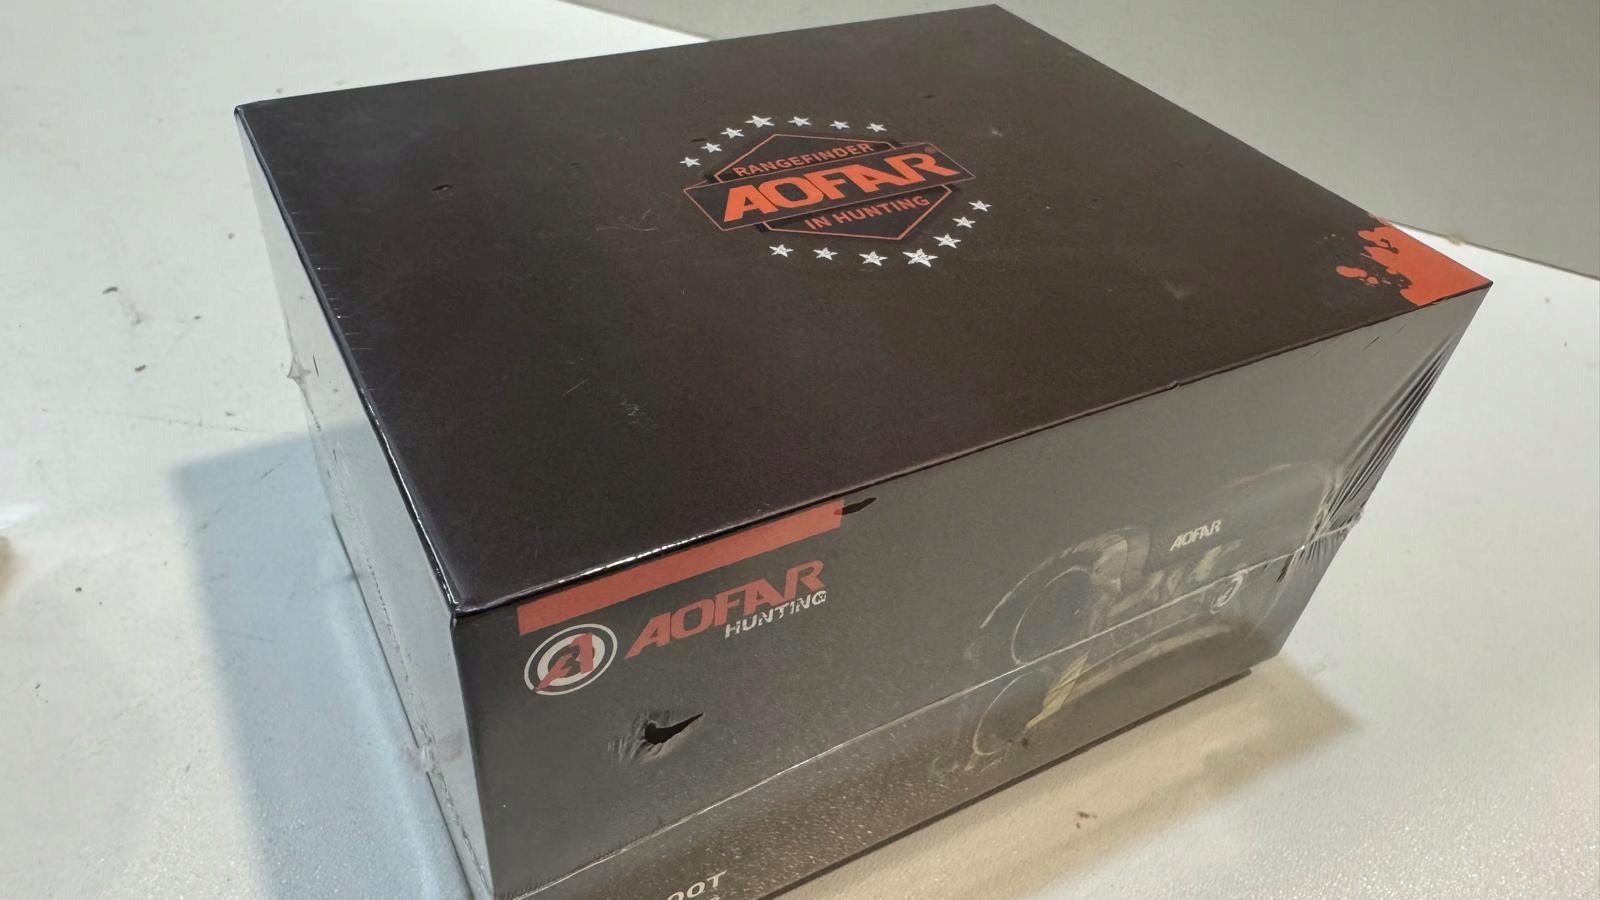 RANGEFINDER
AOFAR®
IN HUNTING
AOFAR
HUNTING
AOFAR